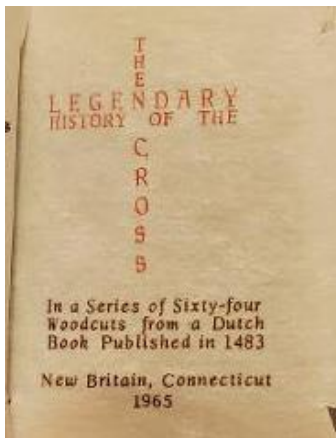 THE
LEGENDARY
HISTORY OF THE
CROSS
In a Series of Sixty-four
Woodcuts from a Dutch
Book Published in 1483
New Britain, Connecticut
1965